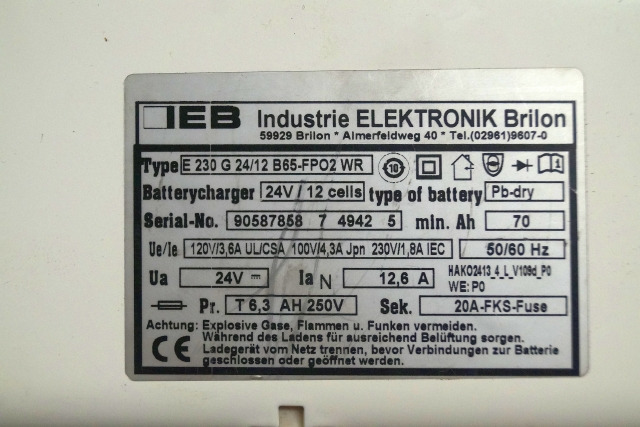 IEB Industrie ELEKTRONIK Brilon
59929 Brilon * Almerfeldweg 40 * Tel.(02961)9607-0
Type E 230 G 24/12 B65-FPO2 WR 10
Batterycharger 24V / 12 cells type of battery Pb-dry
Serial-No. 90587858 7 4942 5 min. Ah 70
Ue/Ie 120V/3,6A UL/CSA 100V/4,3A Jpn 230V/1,8A IEC 50/60 Hz
Ua 24V Ia N 12,6 A HAKO2413_4_L_V109d_P0
WE: P0
Pr. T 6,3 AH 250V Sek. 20A-FKS-Fuse
Achtung: Explosive Gase, Flammen u. Funken vermeiden.
Während des Ladens für ausreichend Belüftung sorgen.
CE Ladegerät vom Netz trennen, bevor Verbindungen zur Batterie
geschlossen oder geöffnet werden.